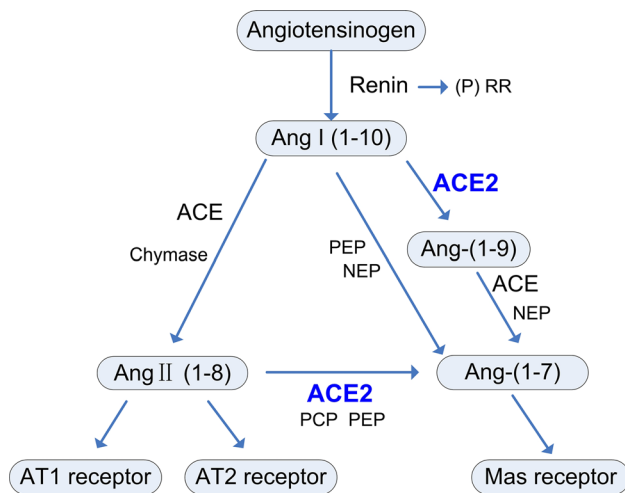 Angiotensinogen
Renin → (P) RR
Ang I (1-10)
ACE2
ACE
Chymase
PEP
NEP
Ang-(1-9)
ACE
NEP
Ang Ⅱ (1-8)
ACE2
PCP PEP
Ang-(1-7)
AT1 receptor
AT2 receptor
Mas receptor